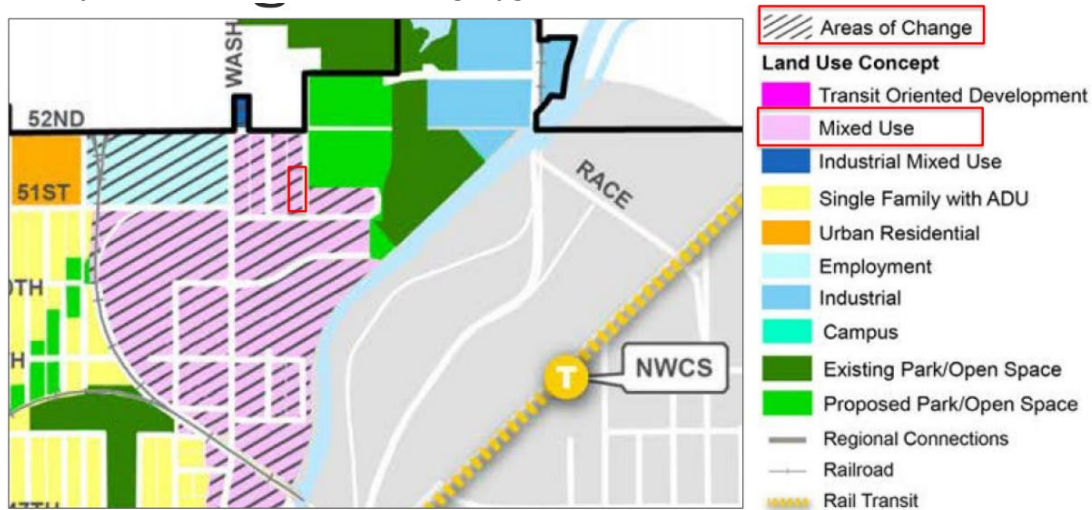 WASH
52ND
51ST
RACE
NWCS
47TH
Areas of Change
Land Use Concept
Transit Oriented Development
Mixed Use
Industrial Mixed Use
Single Family with ADU
Urban Residential
Employment
Industrial
Campus
Existing Park/Open Space
Proposed Park/Open Space
Regional Connections
Railroad
Rail Transit